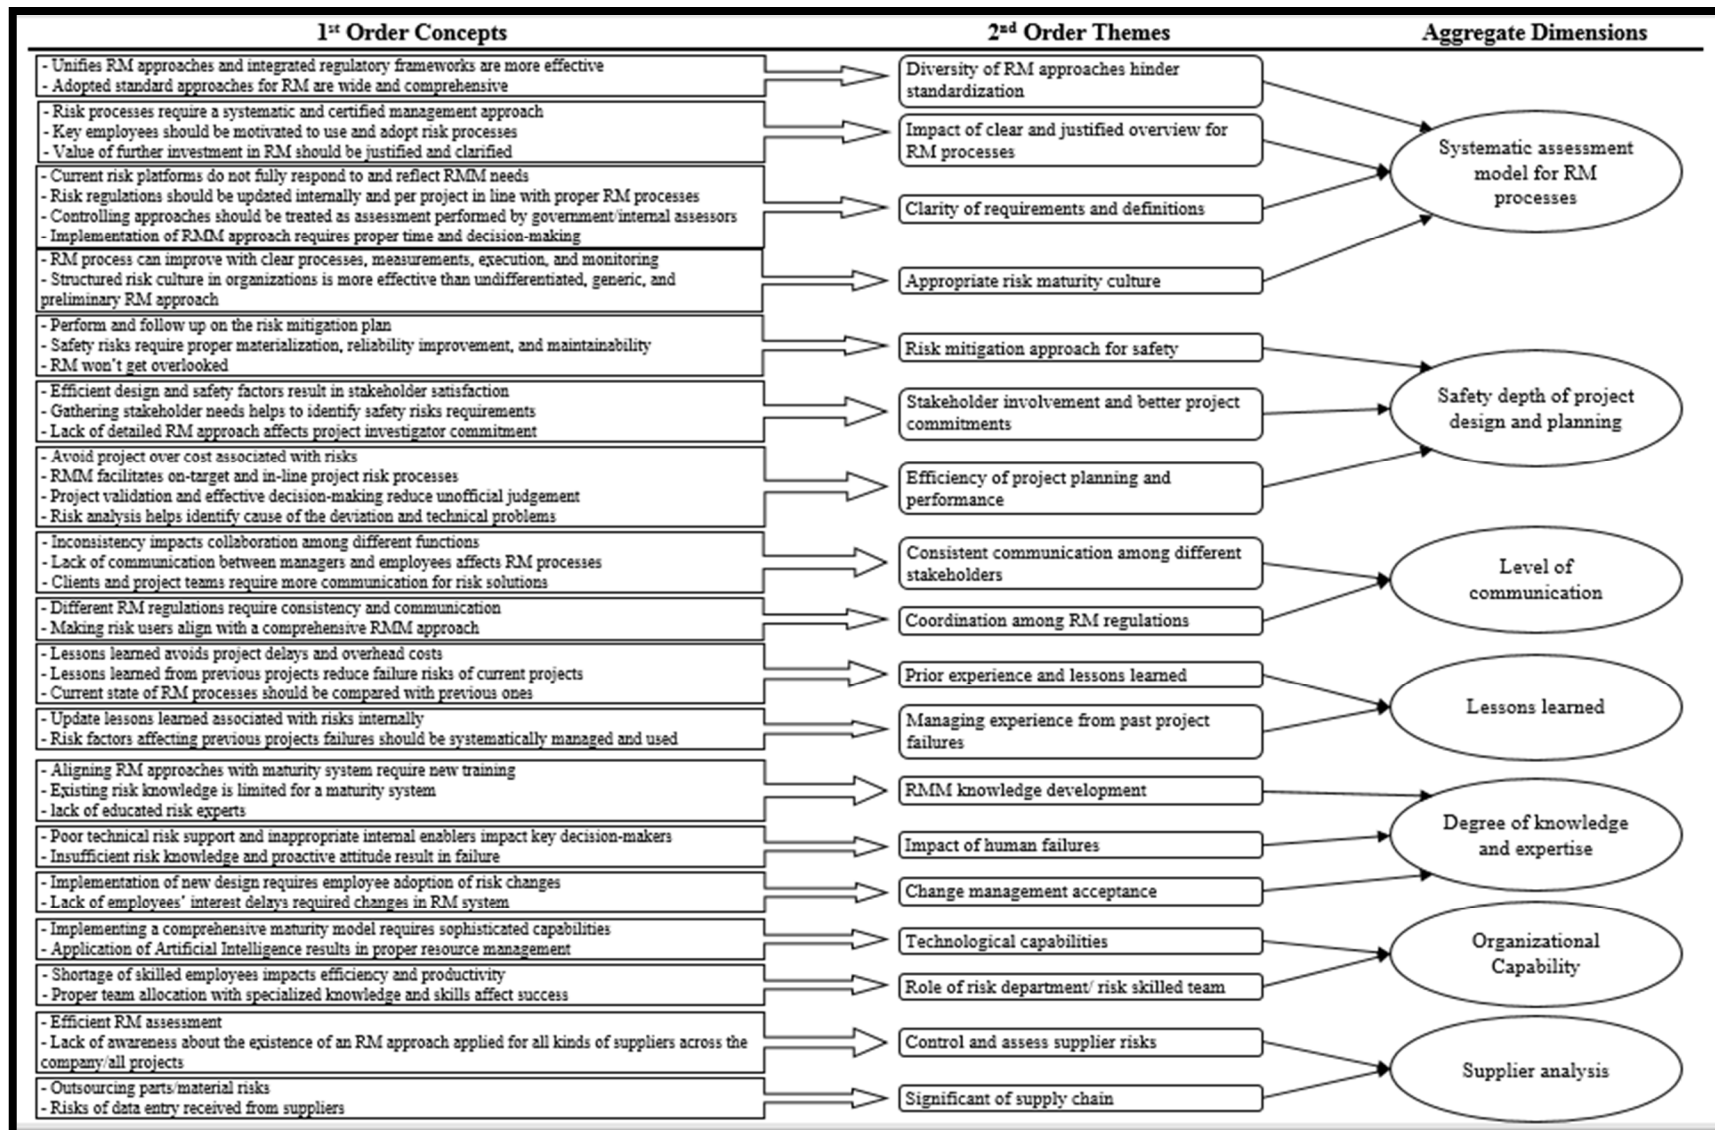 1st Order Concepts
2nd Order Themes
Aggregate Dimensions
- Unifies RM approaches and integrated regulatory frameworks are more effective
- Adopted standard approaches for RM are wide and comprehensive
Diversity of RM approaches hinder
standardization
- Risk processes require a systematic and certified management approach
- Key employees should be motivated to use and adopt risk processes
- Value of further investment in RM should be justified and clarified
Impact of clear and justified overview for
RM processes
- Current risk platforms do not fully respond to and reflect RMM needs
- Risk regulations should be updated internally and per project in line with proper RM processes
- Controlling approaches should be treated as assessment performed by government/internal assessors
- Implementation of RMM approach requires proper time and decision-making
Clarity of requirements and definitions
- RM process can improve with clear processes, measurements, execution, and monitoring
- Structured risk culture in organizations is more effective than undifferentiated, generic, and
preliminary RM approach
Appropriate risk maturity culture
Systematic assessment
model for RM
processes
- Perform and follow up on the risk mitigation plan
- Safety risks require proper materialization, reliability improvement, and maintainability
- RM won't get overlooked
Risk mitigation approach for safety
- Efficient design and safety factors result in stakeholder satisfaction
- Gathering stakeholder needs helps to identify safety risks requirements
- Lack of detailed RM approach affects project investigator commitment
Stakeholder involvement and better project
commitments
- Avoid project over cost associated with risks
- RMM facilitates on-target and in-line project risk processes
- Project validation and effective decision-making reduce unofficial judgement
- Risk analysis helps identify cause of the deviation and technical problems
Efficiency of project planning and
performance
Safety depth of project
design and planning
- Inconsistency impacts collaboration among different functions
- Lack of communication between managers and employees affects RM processes
- Clients and project teams require more communication for risk solutions
Consistent communication among different
stakeholders
- Different RM regulations require consistency and communication
- Making risk users align with a comprehensive RMM approach
Coordination among RM regulations
Level of
communication
- Lessons learned avoids project delays and overhead costs
- Lessons learned from previous projects reduce failure risks of current projects
- Current state of RM processes should be compared with previous ones
Prior experience and lessons learned
- Update lessons learned associated with risks internally
- Risk factors affecting previous projects failures should be systematically managed and used
Managing experience from past project
failures
Lessons learned
- Aligning RM approaches with maturity system require new training
- Existing risk knowledge is limited for a maturity system
- lack of educated risk experts
RMM knowledge development
- Poor technical risk support and inappropriate internal enablers impact key decision-makers
- Insufficient risk knowledge and proactive attitude result in failure
Impact of human failures
- Implementation of new design requires employee adoption of risk changes
- Lack of employees' interest delays required changes in RM system
Change management acceptance
Degree of knowledge
and expertise
- Implementing a comprehensive maturity model requires sophisticated capabilities
- Application of Artificial Intelligence results in proper resource management
Technological capabilities
- Shortage of skilled employees impacts efficiency and productivity
- Proper team allocation with specialized knowledge and skills affect success
Role of risk department/ risk skilled team
Organizational
Capability
- Efficient RM assessment
- Lack of awareness about the existence of an RM approach applied for all kinds of suppliers across the
company/all projects
Control and assess supplier risks
- Outsourcing parts/material risks
- Risks of data entry received from suppliers
Significant of supply chain
Supplier analysis